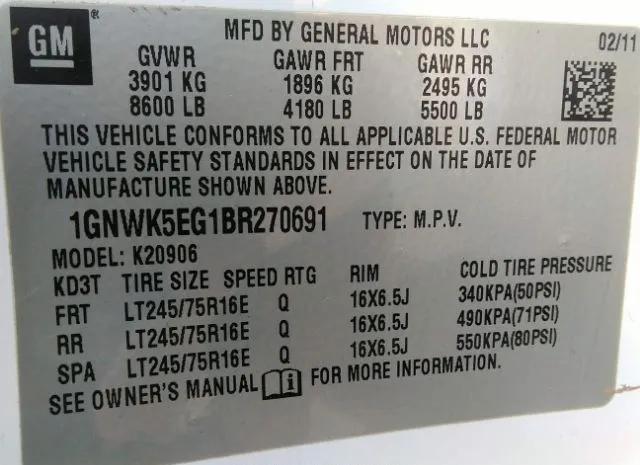 GM ®
MFD BY GENERAL MOTORS LLC 02/11
GVWR GAWR FRT GAWR RR
3901 KG 1896 KG 2495 KG
8600 LB 4180 LB 5500 LB
THIS VEHICLE CONFORMS TO ALL APPLICABLE U.S. FEDERAL MOTOR
VEHICLE SAFETY STANDARDS IN EFFECT ON THE DATE OF
MANUFACTURE SHOWN ABOVE.
1GNWK5EG1BR270691 TYPE: M.P.V.
MODEL: K20906
KD3T TIRE SIZE SPEED RTG RIM COLD TIRE PRESSURE
FRT LT245/75R16E Q 16X6.5J 340KPA(50PSI)
RR LT245/75R16E Q 16X6.5J 490KPA(71PSI)
SPA LT245/75R16E Q 16X6.5J 550KPA(80PSI)
SEE OWNER'S MANUAL i FOR MORE INFORMATION.